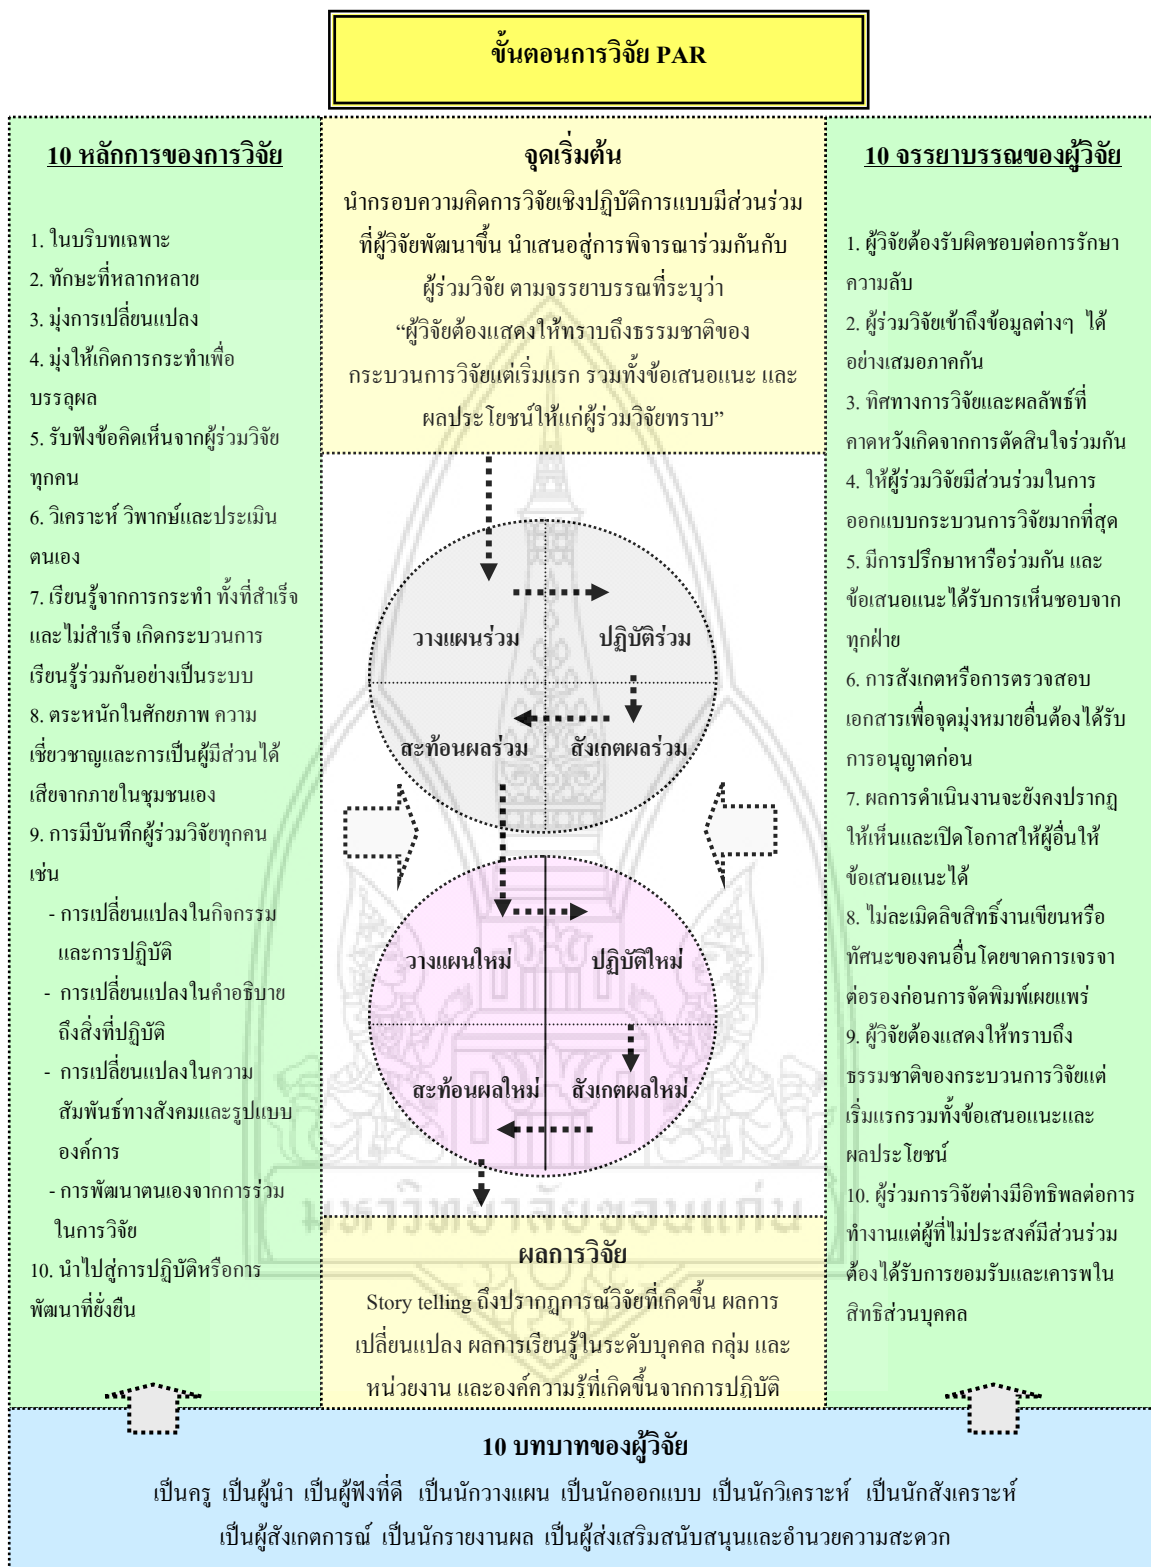 ขั้นตอนการวิจัย PAR
10 หลักการของการวิจัย
1. ในบริบทเฉพาะ
2. ทักษะที่หลากหลาย
3. มุ่งการเปลี่ยนแปลง
4. มุ่งให้เกิดการกระทำเพื่อ
บรรลุผล
5. รับฟังข้อคิดเห็นจากผู้ร่วมวิจัย
ทุกคน
6. วิเคราะห์ วิพากษ์และประเมิน
ตนเอง
7. เรียนรู้จากการกระทำ ทั้งที่สำเร็จ
และไม่สำเร็จ เกิดกระบวนการ
เรียนรู้ร่วมกันอย่างเป็นระบบ
8. ตระหนักในศักยภาพ ความ
เชี่ยวชาญและการเป็นผู้มีส่วนได้
เสียจากภายในชุมชนเอง
9. การมีบันทึกผู้ร่วมวิจัยทุกคน
เช่น
- การเปลี่ยนแปลงในกิจกรรม
และการปฏิบัติ
- การเปลี่ยนแปลงในคำอธิบาย
ถึงสิ่งที่ปฏิบัติ
- การเปลี่ยนแปลงในความ
สัมพันธ์ทางสังคมและรูปแบบ
องค์การ
- การพัฒนาตนเองจากการร่วม
ในการวิจัย
10. นำไปสู่การปฏิบัติหรือการ
พัฒนาที่ยั่งยืน
จุดเริ่มต้น
นำกรอบความคิดการวิจัยเชิงปฏิบัติการแบบมีส่วนร่วม
ที่ผู้วิจัยพัฒนาขึ้น นำเสนอสู่การพิจารณาร่วมกันกับ
ผู้ร่วมวิจัย ตามจรรยาบรรณที่ระบุว่า
“ผู้วิจัยต้องแสดงให้ทราบถึงธรรมชาติของ
กระบวนการวิจัยแต่เริ่มแรก รวมทั้งข้อเสนอแนะ และ
ผลประโยชน์ให้แก่ผู้ร่วมวิจัยทราบ”
วางแผนร่วม
ปฏิบัติร่วม
สะท้อนผลร่วม
สังเกตผลร่วม
วางแผนใหม่
ปฏิบัติใหม่
สะท้อนผลใหม่
สังเกตผลใหม่
มหาวิทยาลัยขอนแก่น
ผลการวิจัย
Story telling ถึงปรากฏการณ์วิจัยที่เกิดขึ้น ผลการ
เปลี่ยนแปลง ผลการเรียนรู้ในระดับบุคคล กลุ่ม และ
หน่วยงาน และองค์ความรู้ที่เกิดขึ้นจากการปฏิบัติ
10 จรรยาบรรณของผู้วิจัย
1. ผู้วิจัยต้องรับผิดชอบต่อการรักษา
ความลับ
2. ผู้ร่วมวิจัยเข้าถึงข้อมูลต่างๆ ได้
อย่างเสมอภาคกัน
3. ทิศทางการวิจัยและผลลัพธ์ที่
คาดหวังเกิดจากการตัดสินใจร่วมกัน
4. ให้ผู้ร่วมวิจัยมีส่วนร่วมในการ
ออกแบบกระบวนการวิจัยมากที่สุด
5. มีการปรึกษาหารือร่วมกัน และ
ข้อเสนอแนะได้รับการเห็นชอบจาก
ทุกฝ่าย
6. การสังเกตหรือการตรวจสอบ
เอกสารเพื่อจุดมุ่งหมายอื่นต้องได้รับ
การอนุญาตก่อน
7. ผลการดำเนินงานจะยังคงปรากฏ
ให้เห็นและเปิดโอกาสให้ผู้อื่นให้
ข้อเสนอแนะได้
8. ไม่ละเมิดลิขสิทธิ์งานเขียนหรือ
ทัศนะของคนอื่นโดยขาดการเจรจา
ต่อรองก่อนการจัดพิมพ์เผยแพร่
9. ผู้วิจัยต้องแสดงให้ทราบถึง
ธรรมชาติของกระบวนการวิจัยแต่
เริ่มแรกรวมทั้งข้อเสนอแนะและ
ผลประโยชน์
10. ผู้ร่วมการวิจัยต่างมีอิทธิพลต่อการ
ทำงานแต่ผู้ที่ไม่ประสงค์มีส่วนร่วม
ต้องได้รับการยอมรับและเคารพใน
สิทธิส่วนบุคคล
10 บทบาทของผู้วิจัย
เป็นครู เป็นผู้นำ เป็นผู้ฟังที่ดี เป็นนักวางแผน เป็นนักออกแบบ เป็นนักวิเคราะห์ เป็นนักสังเคราะห์
เป็นผู้สังเกตการณ์ เป็นนักรายงานผล เป็นผู้ส่งเสริมสนับสนุนและอำนวยความสะดวก